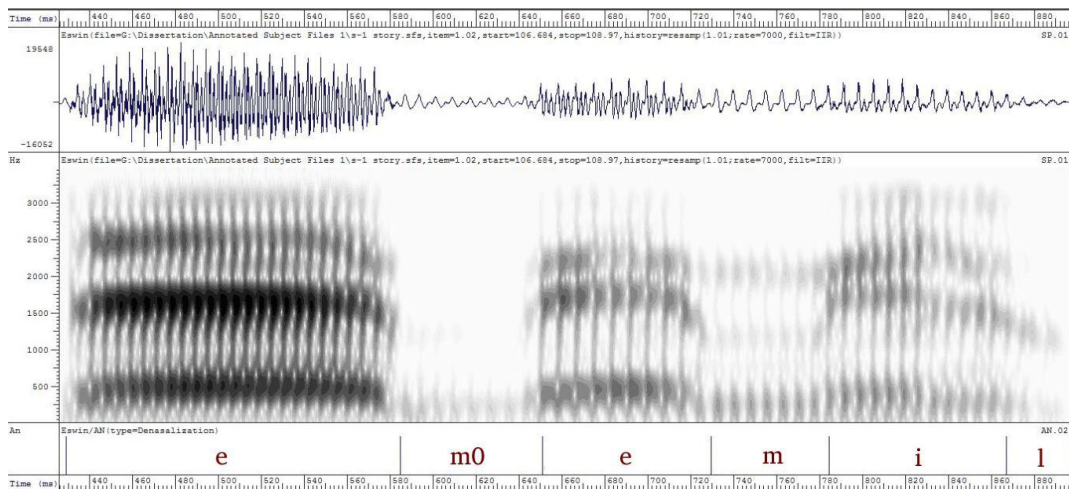 Time (ms) 440 460 480 500 520 540 560 580 600 620 640 660 680 700 720 740 760 780 800 820 840 860 880
Eswin(file=G:\Dissertation\Annotated Subject Files 1\s-1 story.sfs,item=1.02,start=106.684,stop=108.97,history=resamp(1.01;rate=7000,filt=IIR)) SP.01
19548
-16052
Hz Eswin(file=G:\Dissertation\Annotated Subject Files 1\s-1 story.sfs,item=1.02,start=106.684,stop=108.97,history=resamp(1.01;rate=7000,filt=IIR)) SP.01
3000
2500
2000
1500
1000
500
An Eswin/AN(type=Denasalization) AN.02
e m0 e m i l
Time (ms) 440 460 480 500 520 540 560 580 600 620 640 660 680 700 720 740 760 780 800 820 840 860 880